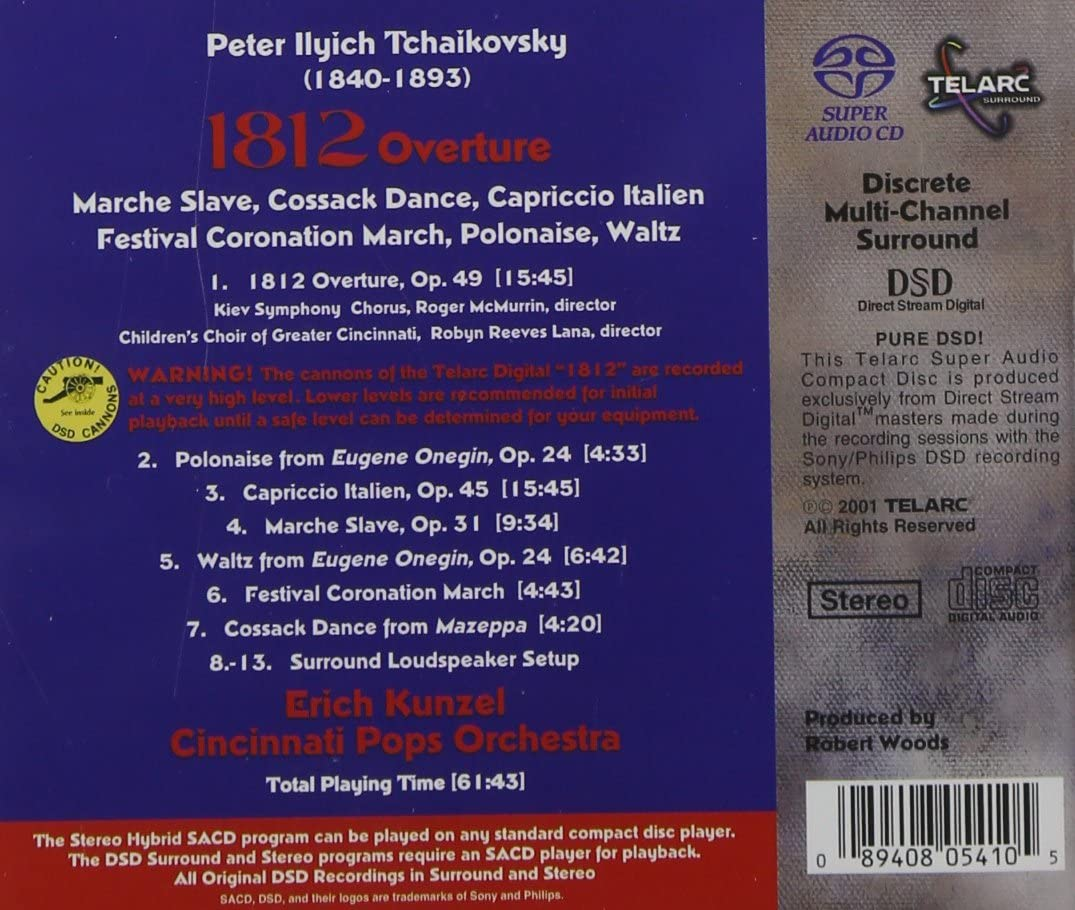 Peter Ilyich Tchaikovsky
(1840-1893)
1812 Overture
Marche Slave, Cossack Dance, Capriccio Italien
Festival Coronation March, Polonaise, Waltz
1. 1812 Overture, Op. 49 [15:45]
Kiev Symphony Chorus, Roger McMurrin, director
Children's Choir of Greater Cincinnati, Robyn Reeves Lana, director
CAUTION!
See inside
DSD CANNONS
WARNING! The cannons of the Telarc Digital "1812" are recorded
at a very high level. Lower levels are recommended for initial
playback until a safe level can be determined for your equipment.
2. Polonaise from Eugene Onegin, Op. 24 [4:33]
3. Capriccio Italien, Op. 45 [15:45]
4. Marche Slave, Op. 31 [9:34]
5. Waltz from Eugene Onegin, Op. 24 [6:42]
6. Festival Coronation March [4:43]
7. Cossack Dance from Mazeppa [4:20]
8.-13. Surround Loudspeaker Setup
Erich Kunzel
Cincinnati Pops Orchestra
Total Playing Time [61:43]
The Stereo Hybrid SACD program can be played on any standard compact disc player.
The DSD Surround and Stereo programs require an SACD player for playback.
All Original DSD Recordings in Surround and Stereo
SACD, DSD, and their logos are trademarks of Sony and Philips.
SUPER
AUDIO CD
TELARC
SURROUND
Discrete
Multi-Channel
Surround
DSD
Direct Stream Digital
PURE DSD!
This Telarc Super Audio
Compact Disc is produced
exclusively from Direct Stream
Digital™ masters made during
the recording sessions with the
Sony/Philips DSD recording
system.
℗© 2001 TELARC®
All Rights Reserved
Stereo
COMPACT
disc
DIGITAL AUDIO
Produced by
Robert Woods
0 89408 05410 5